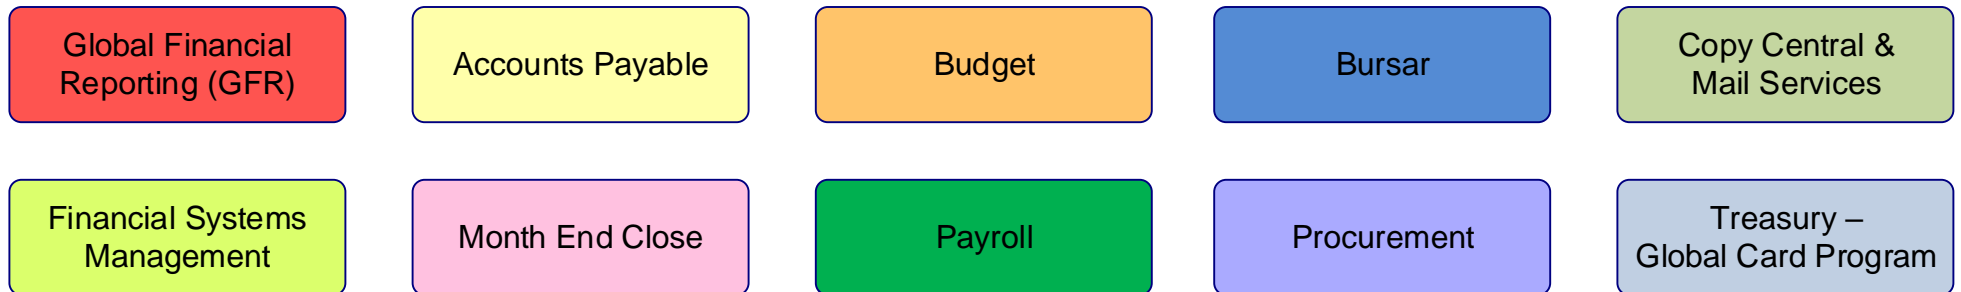 Global Financial
Reporting (GFR)
Accounts Payable
Budget
Bursar
Copy Central &
Mail Services
Financial Systems
Management
Month End Close
Payroll
Procurement
Treasury –
Global Card Program